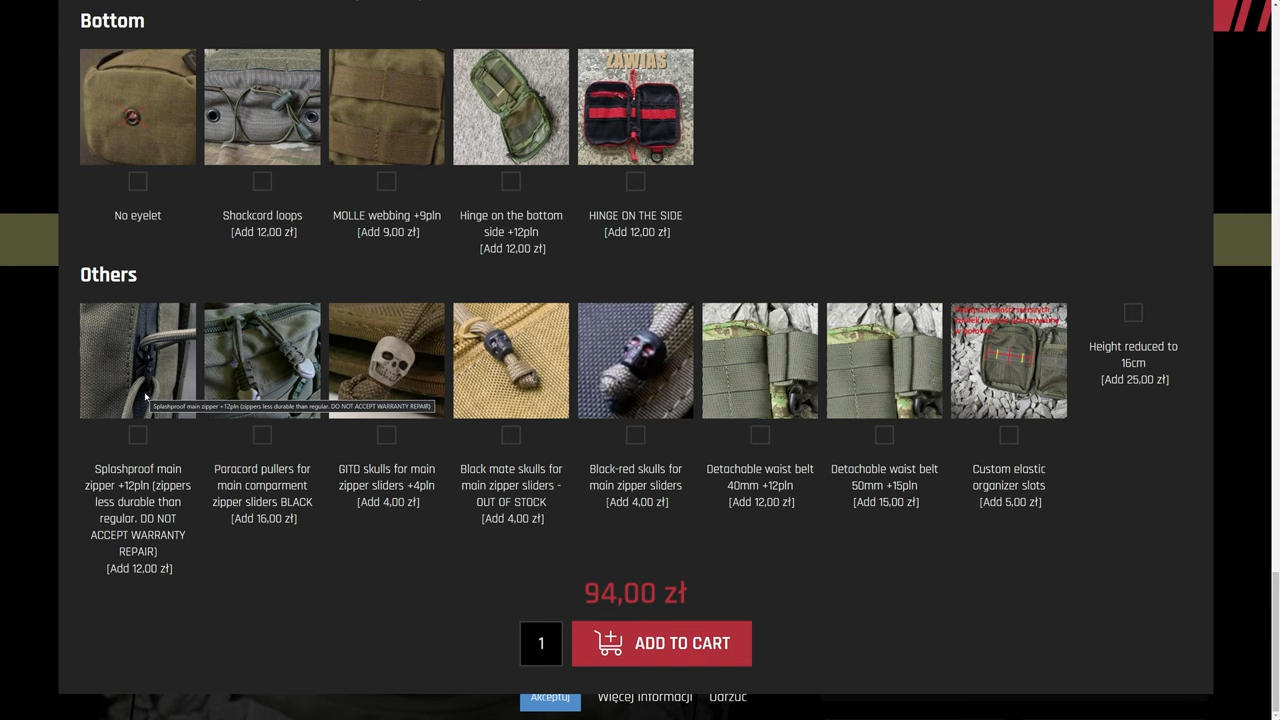 Bottom
ZAWIAS
No eyelet
Shockcord loops
[Add 12,00 zł]
MOLLE webbing +9pln
[Add 9,00 zł]
Hinge on the bottom
side +12pln
[Add 12,00 zł]
HINGE ON THE SIDE
[Add 12,00 zł]
Others
Splashproof main zipper +12pln (zippers less durable than regular. DO NOT ACCEPT WARRANTY REPAIR)
Splashproof main
zipper +12pln (zippers
less durable than
regular. DO NOT
ACCEPT WARRANTY
REPAIR)
[Add 12,00 zł]
Paracord pullers for
main comparment
zipper sliders BLACK
[Add 16,00 zł]
GITD skulls for main
zipper sliders +4pln
[Add 4,00 zł]
Black mate skulls for
main zipper sliders -
OUT OF STOCK
[Add 4,00 zł]
Black-red skulls for
main zipper sliders
[Add 4,00 zł]
Detachable waist belt
40mm +12pln
[Add 12,00 zł]
Detachable waist belt
50mm +15pln
[Add 15,00 zł]
Custom elastic
organizer slots
[Add 5,00 zł]
Height reduced to
16cm
[Add 25,00 zł]
94,00 zł
1
ADD TO CART
Akceptuj
Więcej informacji
Odrzuć